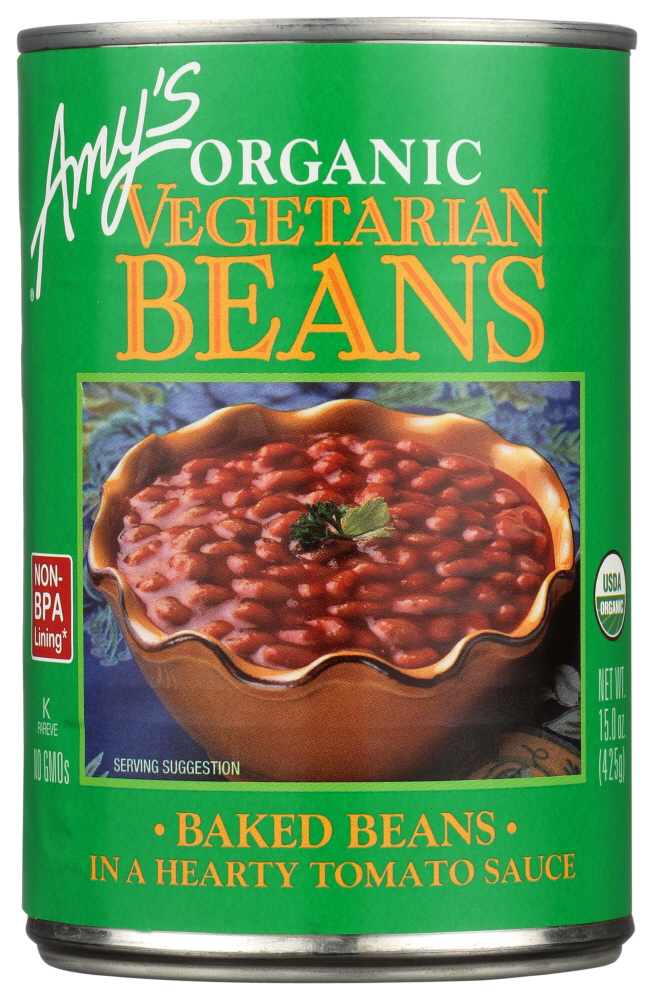 Amy's
®
ORGANIC
VEGETARIAN
BEANS
NON-
BPA
Lining*
USDA
ORGANIC
K
PAREVE
NO GMOs
NET WT.
15.0 oz.
(425g)
SERVING SUGGESTION
• BAKED BEANS •
IN A HEARTY TOMATO SAUCE